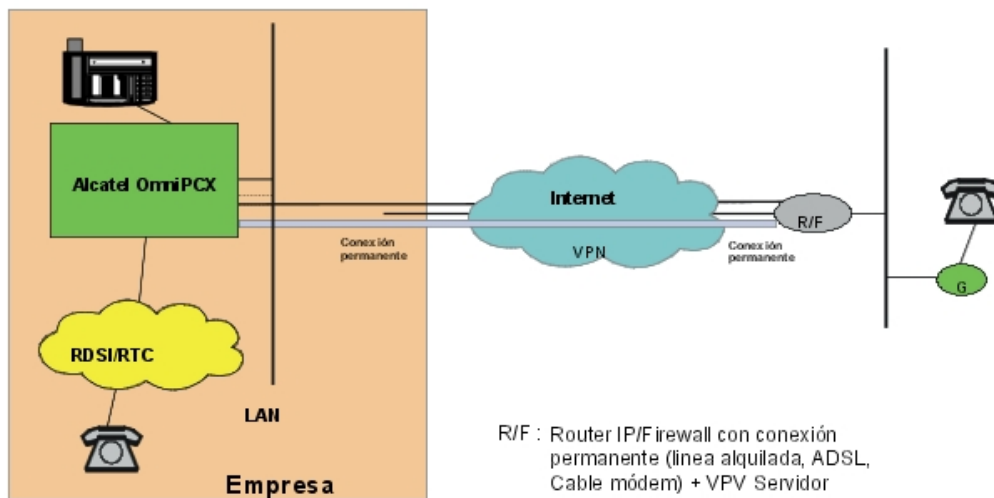 Alcatel OmniPCX
Internet
R/F
Conexión
permanente
VPN
Conexión
permanente
G
RDSI/RTC
LAN
Empresa
R/F : Router IP/Firewall con conexión
permanente (linea alquilada, ADSL,
Cable módem) + VPV Servidor